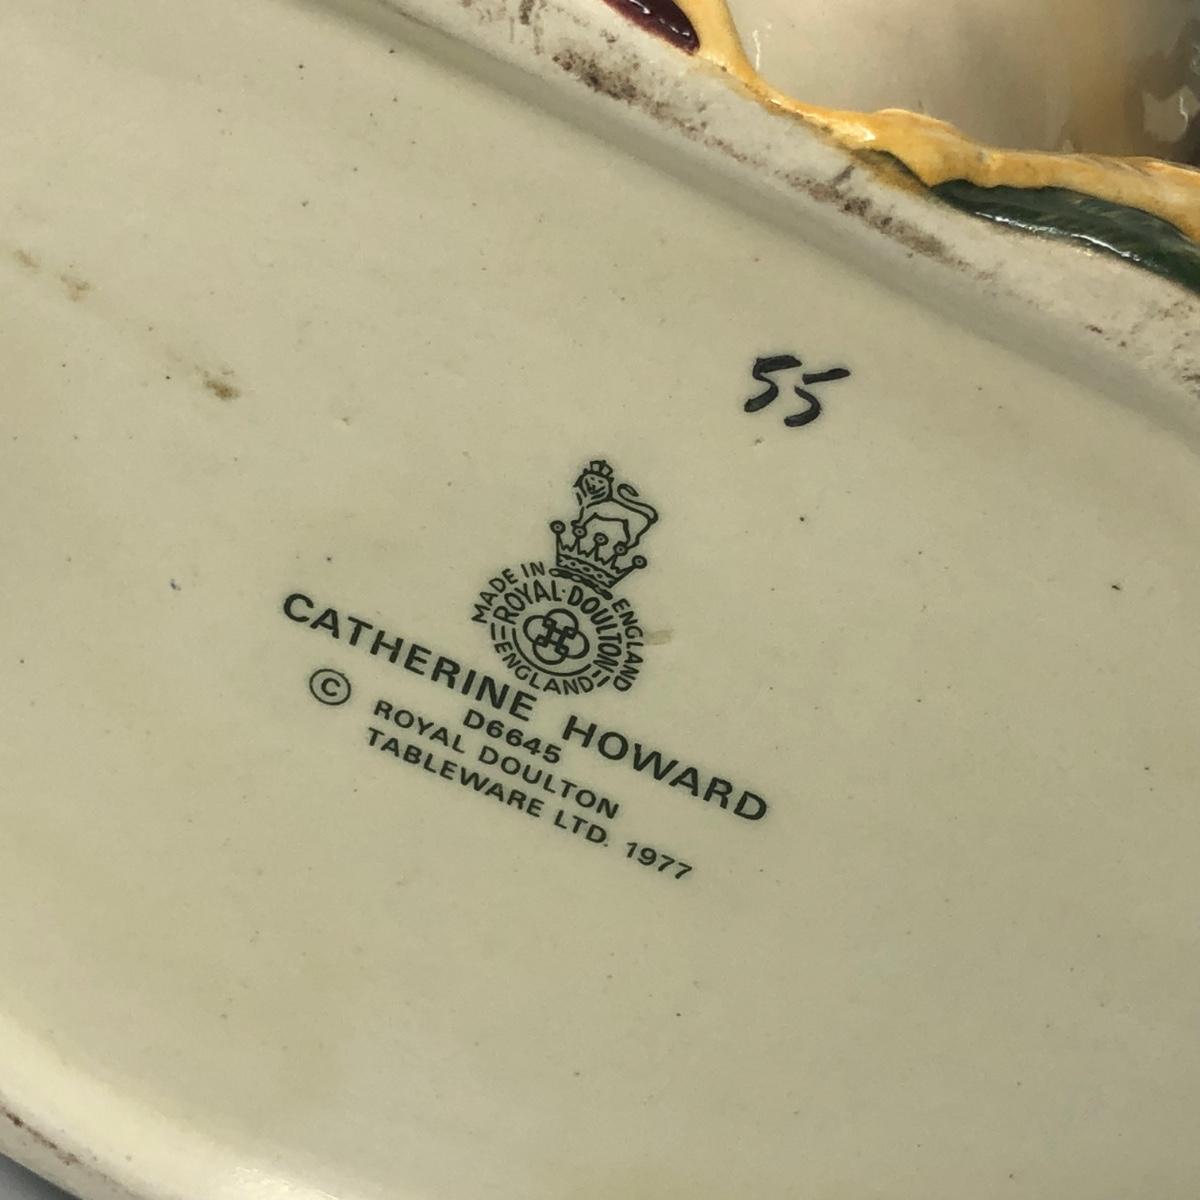 55
MADE IN ENGLAND
ROYAL·DOULTON
ENGLAND
CATHERINE HOWARD
D6645
© ROYAL DOULTON
TABLEWARE LTD. 1977